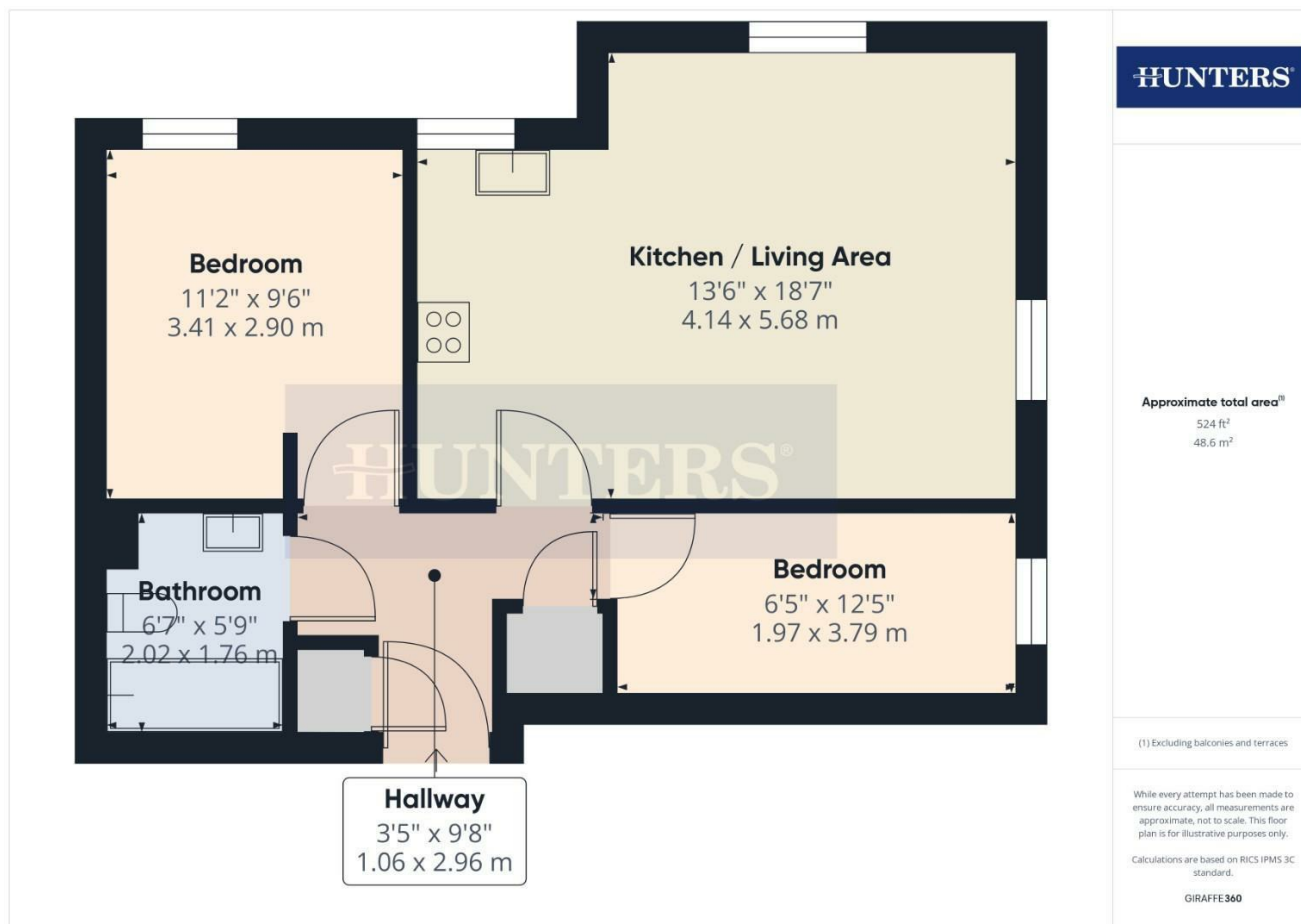 HUNTERS®
Bedroom
11'2" x 9'6"
3.41 x 2.90 m
Kitchen / Living Area
13'6" x 18'7"
4.14 x 5.68 m
HUNTERS®
Bathroom
6'7" x 5'9"
2.02 x 1.76 m
Bedroom
6'5" x 12'5"
1.97 x 3.79 m
Hallway
3'5" x 9'8"
1.06 x 2.96 m
Approximate total area(1)
524 ft²
48.6 m²
(1) Excluding balconies and terraces
While every attempt has been made to
ensure accuracy, all measurements are
approximate, not to scale. This floor
plan is for illustrative purposes only.
Calculations are based on RICS IPMS 3C
standard.
GIRAFFE360